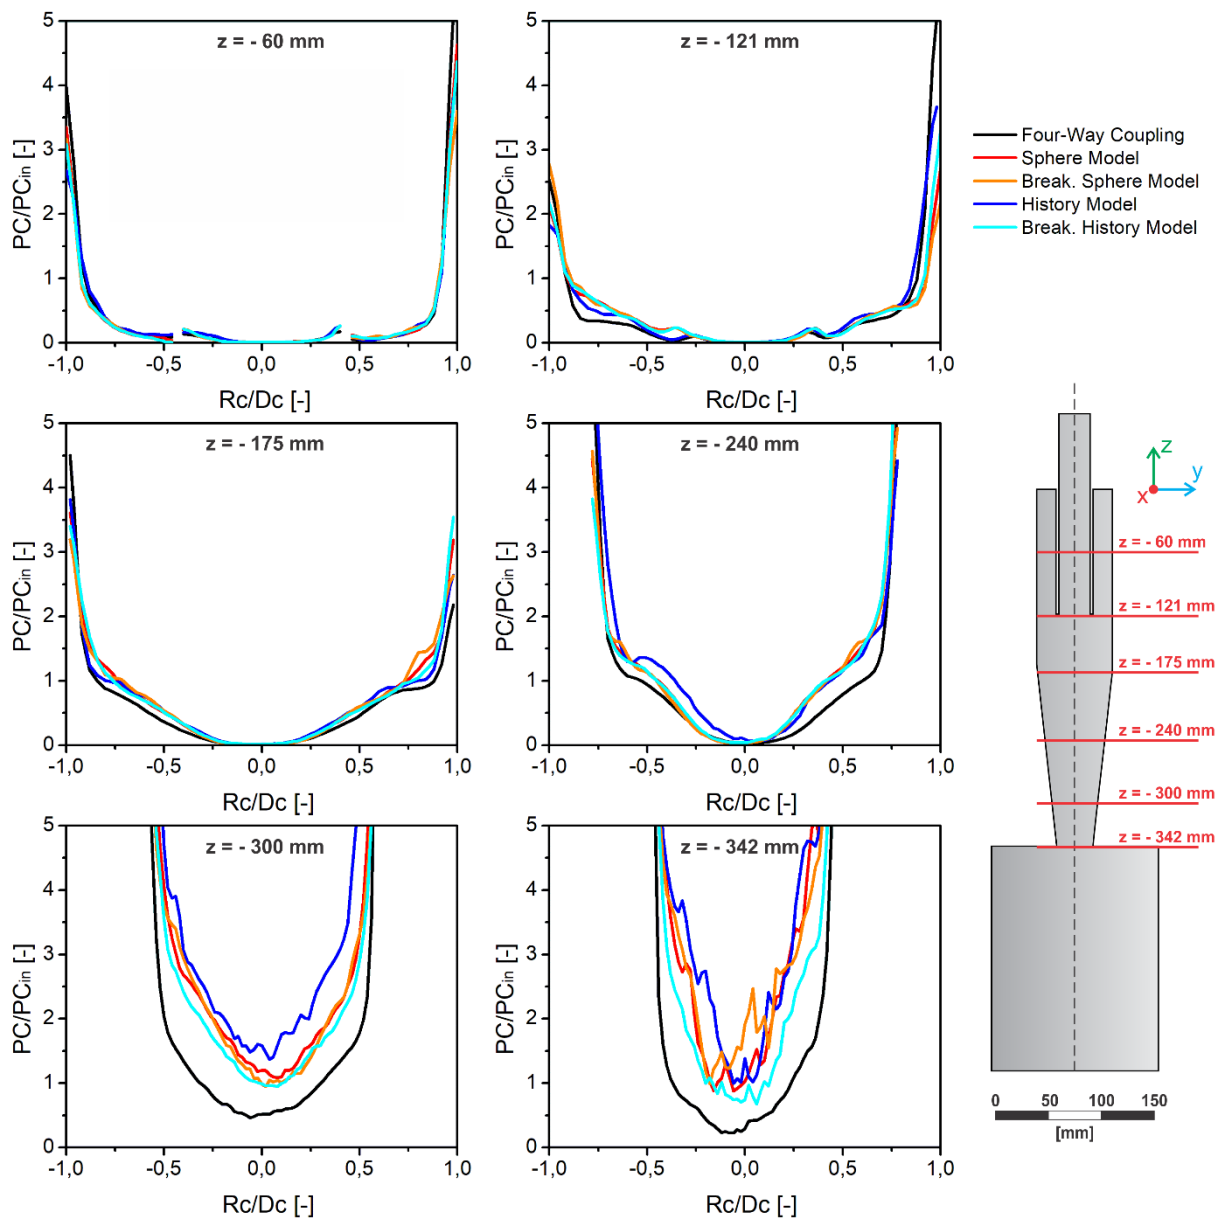 z = - 60 mm
PC/PCin [-]
5
4
3
2
1
0
-1,0 -0,5 0,0 0,5 1,0
Rc/Dc [-]
z = - 121 mm
PC/PCin [-]
5
4
3
2
1
0
-1,0 -0,5 0,0 0,5 1,0
Rc/Dc [-]
Four-Way Coupling
Sphere Model
Break. Sphere Model
History Model
Break. History Model
z = - 175 mm
PC/PCin [-]
5
4
3
2
1
0
-1,0 -0,5 0,0 0,5 1,0
Rc/Dc [-]
z = - 240 mm
PC/PCin [-]
5
4
3
2
1
0
-1,0 -0,5 0,0 0,5 1,0
Rc/Dc [-]
z = - 300 mm
PC/PCin [-]
5
4
3
2
1
0
-1,0 -0,5 0,0 0,5 1,0
Rc/Dc [-]
z = - 342 mm
PC/PCin [-]
5
4
3
2
1
0
-1,0 -0,5 0,0 0,5 1,0
Rc/Dc [-]
z
y
x
z = - 60 mm
z = - 121 mm
z = - 175 mm
z = - 240 mm
z = - 300 mm
z = - 342 mm
0 50 100 150
[mm]